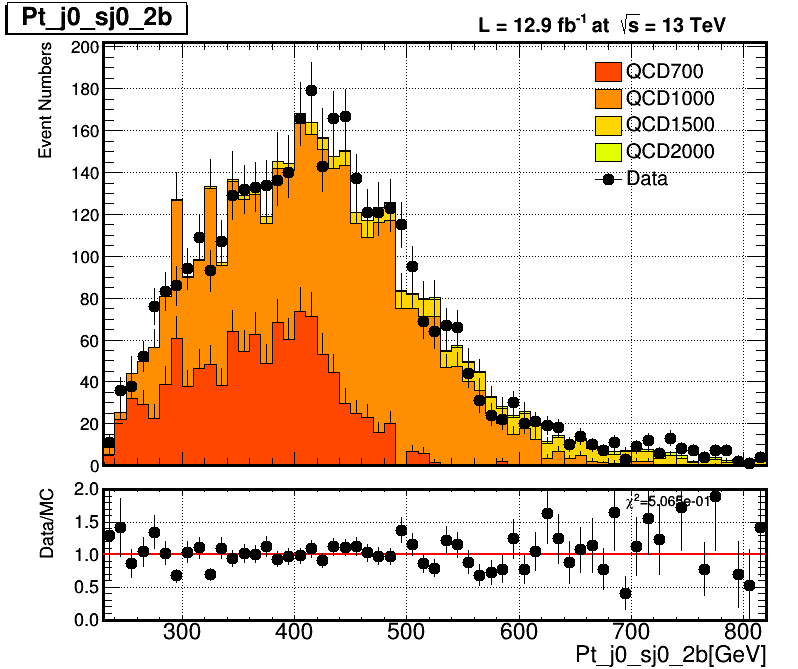 Pt_j0_sj0_2b
L = 12.9 fb⁻¹ at √s = 13 TeV
Event Numbers
200
180
160
140
120
100
80
60
40
20
0
QCD700
QCD1000
QCD1500
QCD2000
Data
Data/MC
2.0
1.5
1.0
0.5
0.0
χ²=5.065e-01
300 400 500 600 700 800
Pt_j0_sj0_2b[GeV]